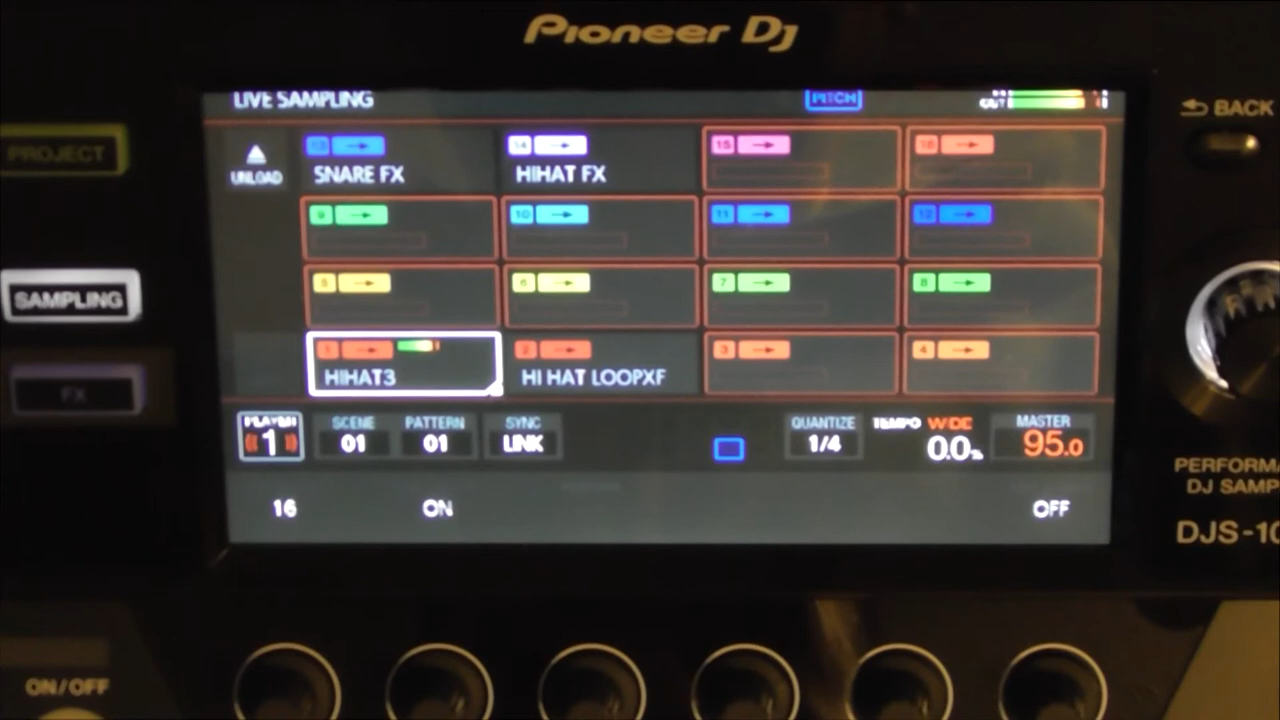 Pioneer Dj
LIVE SAMPLING
PITCH
OUT
BACK
PROJECT
UNLOAD
13
SNARE FX
14
HIHAT FX
15
16
9
10
11
12
SAMPLING
5
6
7
8
FX
1
HIHAT3
2
HI HAT LOOPXF
3
4
PLAYER
1
SCENE
01
PATTERN
01
SYNC
LINK
QUANTIZE
1/4
TEMPO WIDE
0.0%
MASTER
95.0
PERFORMA
DJ SAMP
DJS-10
16
ON
OFF
ON/OFF